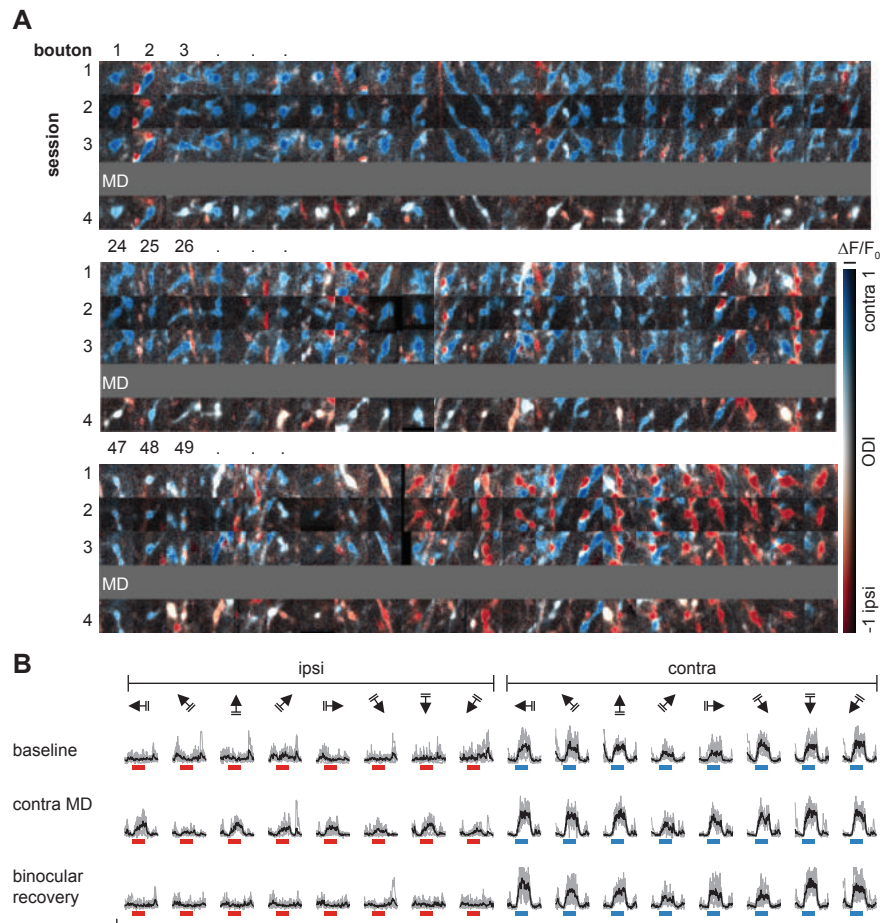 A
bouton 1 2 3 . . .
session
1
2
3
MD
4
24 25 26 . . .
1
2
3
MD
4
47 48 49 . . .
1
2
3
MD
4
ΔF/F0
contra 1
ODI
-1 ipsi
B
ipsi contra
baseline
contra MD
binocular
recovery